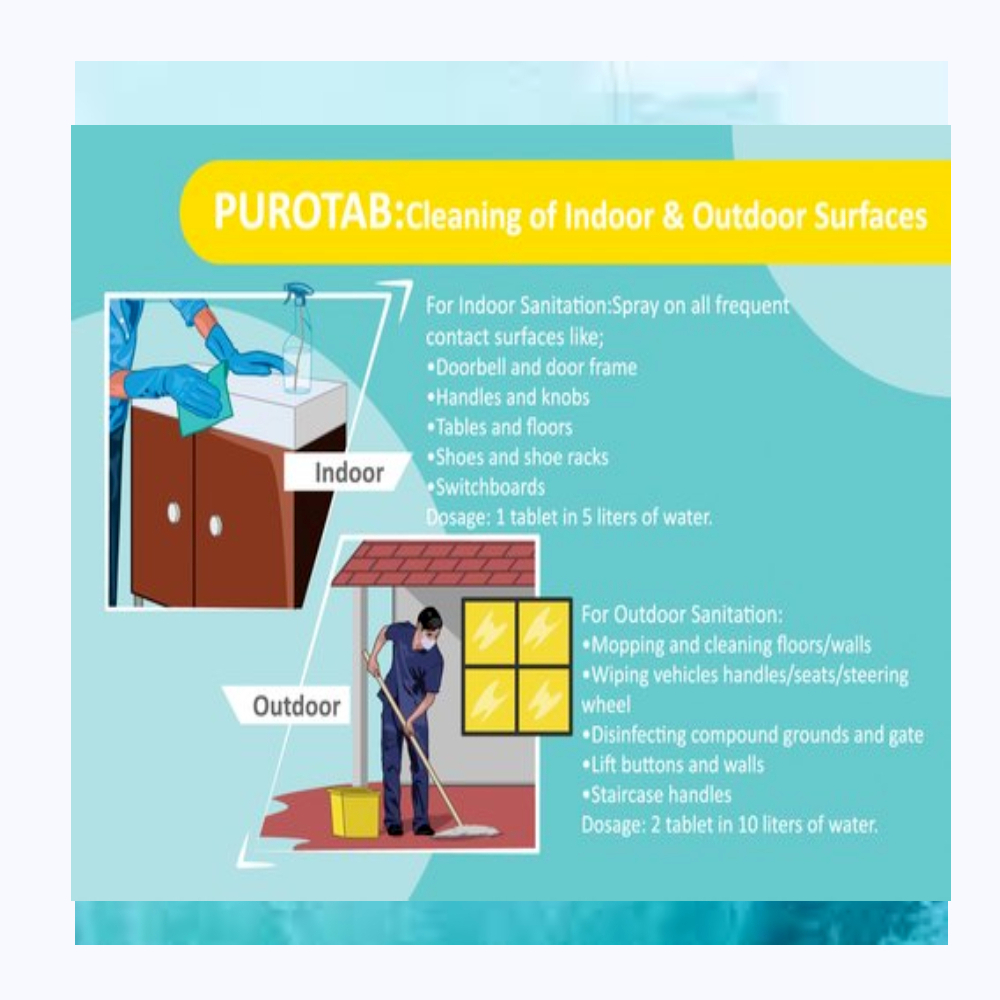 PUROTAB:Cleaning of Indoor & Outdoor Surfaces
For Indoor Sanitation:Spray on all frequent
contact surfaces like;
•Doorbell and door frame
•Handles and knobs
•Tables and floors
•Shoes and shoe racks
•Switchboards
Dosage: 1 tablet in 5 liters of water.
Indoor
For Outdoor Sanitation:
•Mopping and cleaning floors/walls
•Wiping vehicles handles/seats/steering
wheel
•Disinfecting compound grounds and gate
•Lift buttons and walls
•Staircase handles
Dosage: 2 tablet in 10 liters of water.
Outdoor